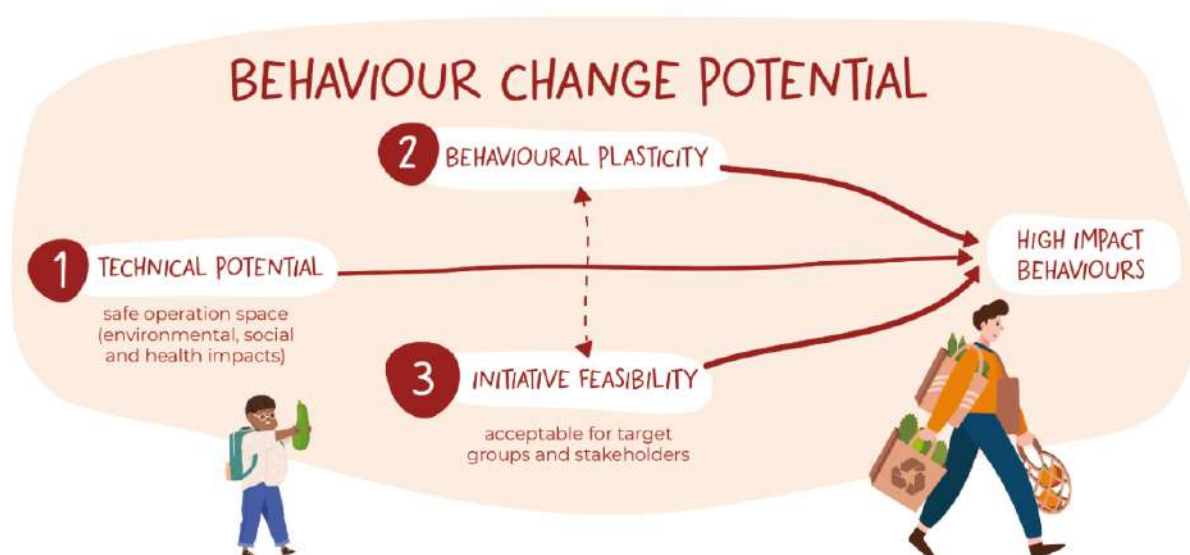 BEHAVIOUR CHANGE POTENTIAL
2 BEHAVIOURAL PLASTICITY
1 TECHNICAL POTENTIAL
safe operation space
(environmental, social
and health impacts)
HIGH IMPACT
BEHAVIOURS
3 INITIATIVE FEASIBILITY
acceptable for target
groups and stakeholders